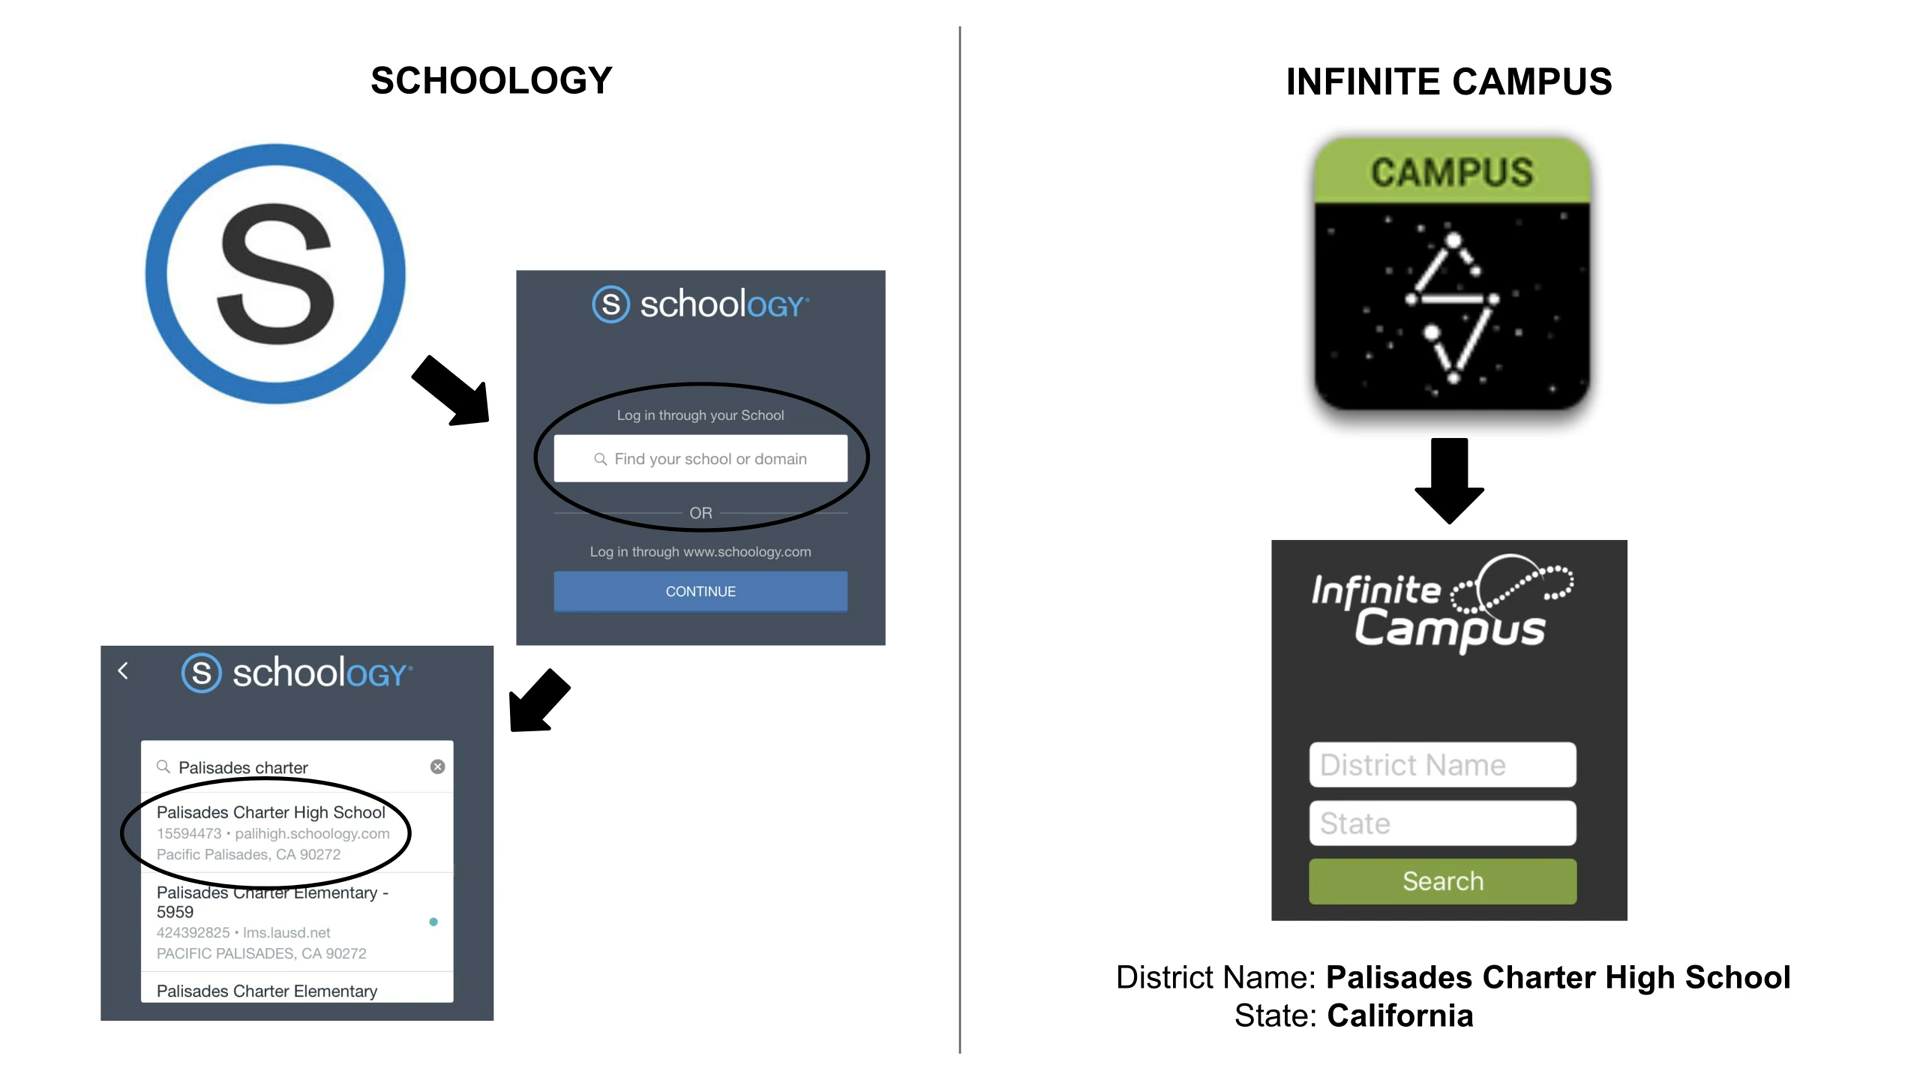 SCHOOLOGY
S
S schoology
Log in through your School
Find your school or domain
OR
Log in through www.schoology.com
CONTINUE
S schoology
Palisades charter
Palisades Charter High School
15594473 • palihigh.schoology.com
Pacific Palisades, CA 90272
Palisades Charter Elementary -
5959
424392825 • lms.lausd.net
PACIFIC PALISADES, CA 90272
Palisades Charter Elementary
INFINITE CAMPUS
CAMPUS
Infinite
Campus
District Name
State
Search
District Name: Palisades Charter High School
State: California